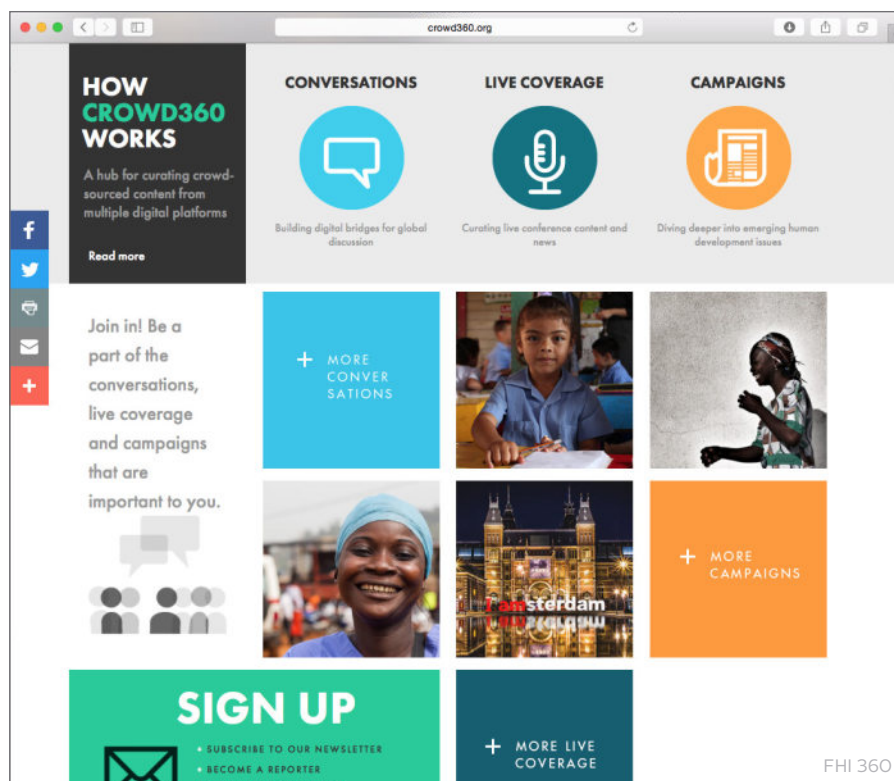 crowd360.org
HOW
CROWD360
WORKS
A hub for curating crowd-
sourced content from
multiple digital platforms
Read more
CONVERSATIONS
Building digital bridges for global
discussion
LIVE COVERAGE
Curating live conference content and
news
CAMPAIGNS
Diving deeper into emerging human
development issues
f
Join in! Be a
part of the
conversations,
live coverage
and campaigns
that are
important to you.
+ MORE
CONVER
SATIONS
I amsterdam
+ MORE
CAMPAIGNS
SIGN UP
• SUBSCRIBE TO OUR NEWSLETTER
• BECOME A REPORTER
+ MORE LIVE
COVERAGE
FHI 360